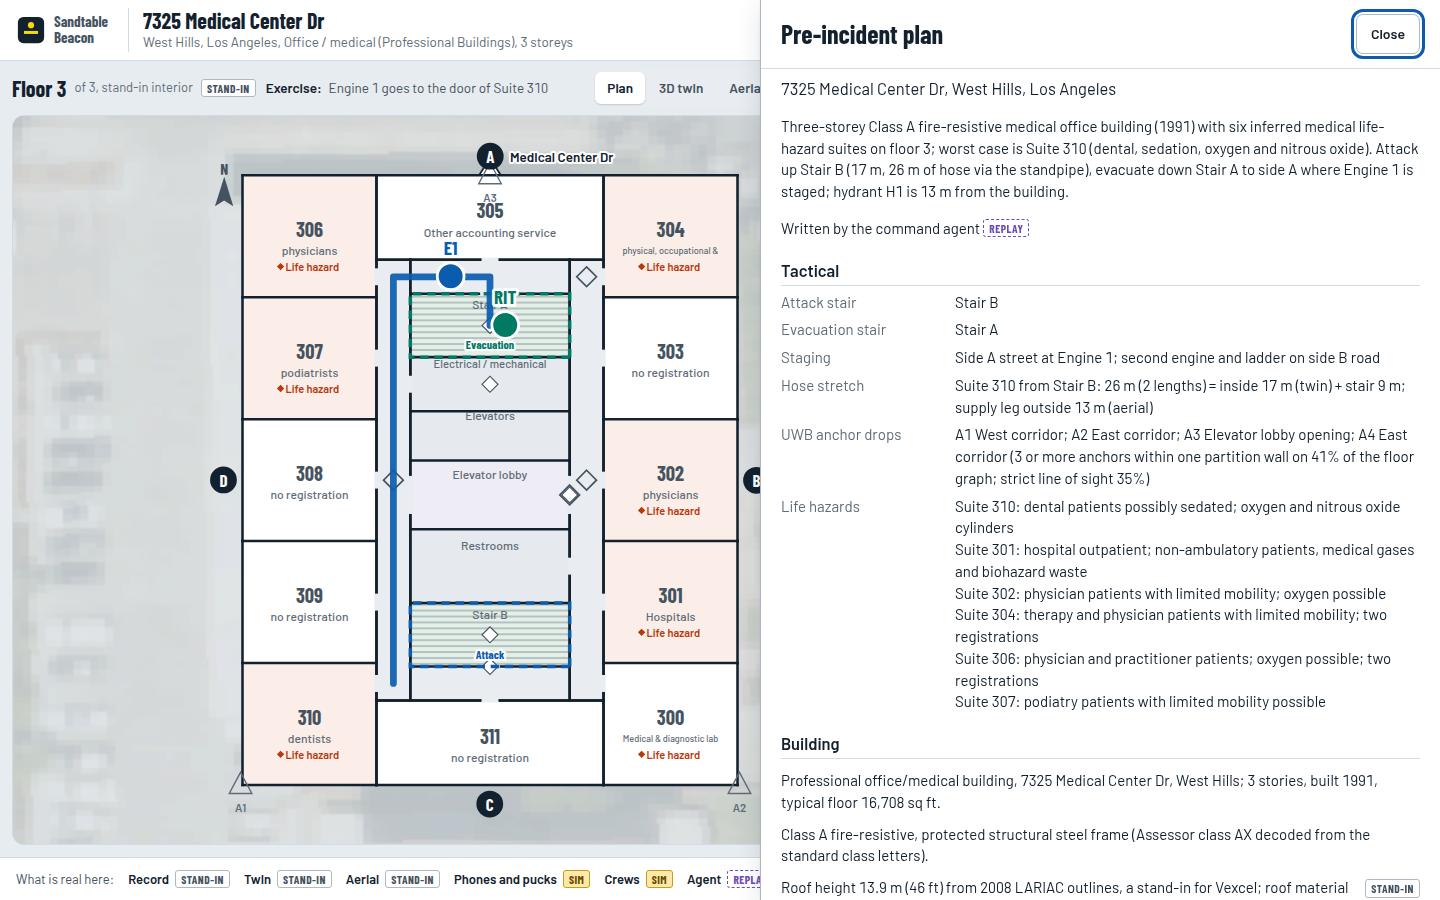 Sandtable
Beacon
7325 Medical Center Dr
West Hills, Los Angeles, Office / medical (Professional Buildings), 3 storeys
Floor 3 of 3, stand-in interior STAND-IN Exercise: Engine 1 goes to the door of Suite 310
Plan 3D twin Aeria
A Medical Center Dr
N
A3
306
physicians
Life hazard
305
Other accounting service
304
physical, occupational &
Life hazard
E1
RIT
Stair A
Evacuation
307
podiatrists
Life hazard
Electrical / mechanical
303
no registration
Elevators
D
308
no registration
Elevator lobby
302
physicians
Life hazard
B
Restrooms
309
no registration
Stair B
Attack
301
Hospitals
Life hazard
310
dentists
Life hazard
311
no registration
300
Medical & diagnostic lab
Life hazard
A1
C
A2
What is real here: Record STAND-IN Twin STAND-IN Aerial STAND-IN Phones and pucks SIM Crews SIM Agent REPLA
Pre-incident plan
Close
7325 Medical Center Dr, West Hills, Los Angeles
Three-storey Class A fire-resistive medical office building (1991) with six inferred medical life-
hazard suites on floor 3; worst case is Suite 310 (dental, sedation, oxygen and nitrous oxide). Attack
up Stair B (17 m, 26 m of hose via the standpipe), evacuate down Stair A to side A where Engine 1 is
staged; hydrant H1 is 13 m from the building.
Written by the command agent REPLAY
Tactical
Attack stair Stair B
Evacuation stair Stair A
Staging Side A street at Engine 1; second engine and ladder on side B road
Hose stretch Suite 310 from Stair B: 26 m (2 lengths) = inside 17 m (twin) + stair 9 m;
supply leg outside 13 m (aerial)
UWB anchor drops A1 West corridor; A2 East corridor; A3 Elevator lobby opening; A4 East
corridor (3 or more anchors within one partition wall on 41% of the floor
graph; strict line of sight 35%)
Life hazards Suite 310: dental patients possibly sedated; oxygen and nitrous oxide
cylinders
Suite 301: hospital outpatient; non-ambulatory patients, medical gases
and biohazard waste
Suite 302: physician patients with limited mobility; oxygen possible
Suite 304: therapy and physician patients with limited mobility; two
registrations
Suite 306: physician and practitioner patients; oxygen possible; two
registrations
Suite 307: podiatry patients with limited mobility possible
Building
Professional office/medical building, 7325 Medical Center Dr, West Hills; 3 stories, built 1991,
typical floor 16,708 sq ft.
Class A fire-resistive, protected structural steel frame (Assessor class AX decoded from the
standard class letters).
Roof height 13.9 m (46 ft) from 2008 LARIAC outlines, a stand-in for Vexcel; roof material STAND-IN